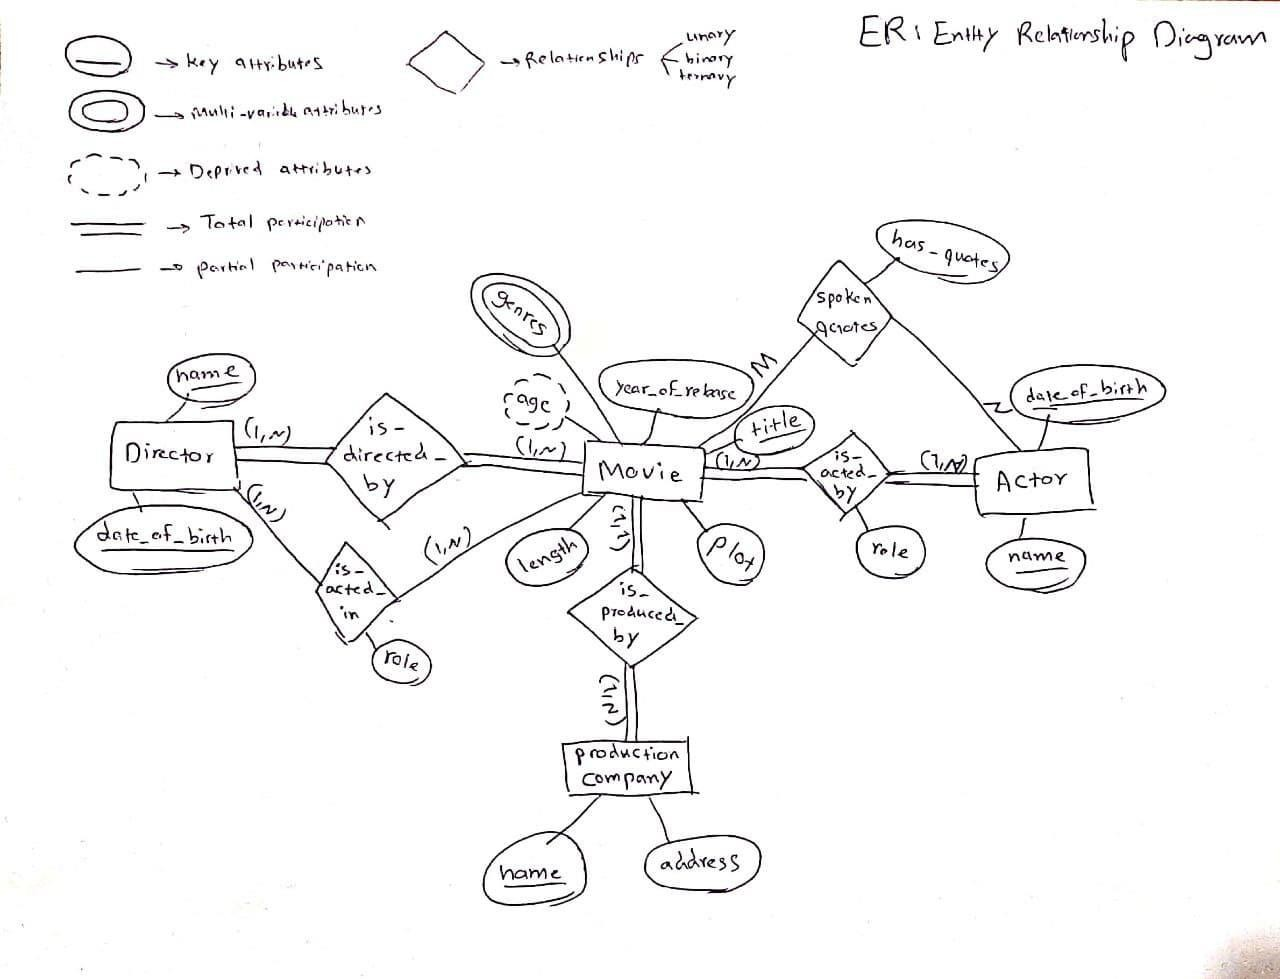 ER: Entity Relationship Diagram
→ Key attributes
→ Multi-variable attributes
→ Deprived attributes
→ Total participation
→ partial participation
→ Relationships
unary
binary
ternary
has_quotes
spoken
quotes
M
N
genres
age
year_of_release
title
name
Director
date_of_birth
(1,N)
is-
directed_
by
(1,N)
Movie
(1,N)
is-
acted_
by
(1,N)
Actor
date_of_birth
name
role
(1,N)
is-
acted_
in
(1,N)
role
length
plot
(1,1)
is-
produced_
by
(1,N)
production
company
name
address